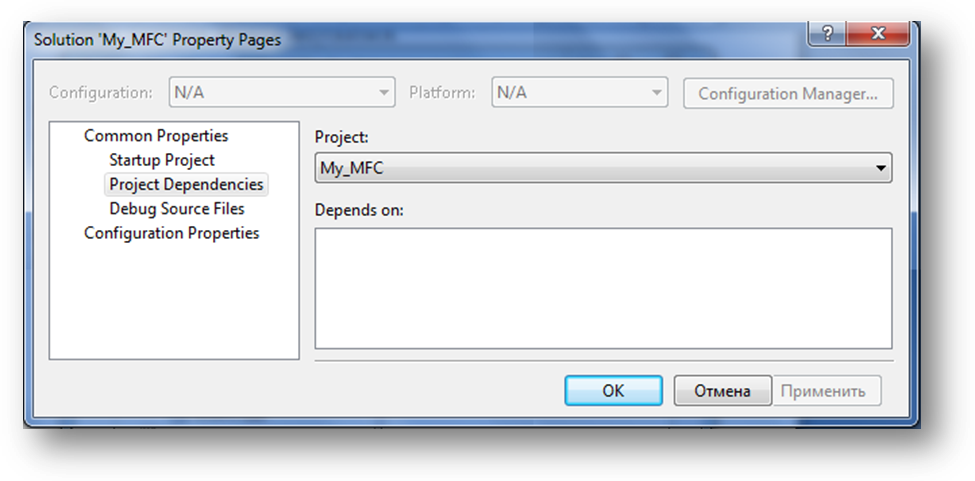 Solution 'My_MFC' Property Pages
?
Configuration: N/A Platform: N/A Configuration Manager...
Common Properties
Startup Project
Project Dependencies
Debug Source Files
Configuration Properties
Project:
My_MFC
Depends on:
OK Отмена Применить